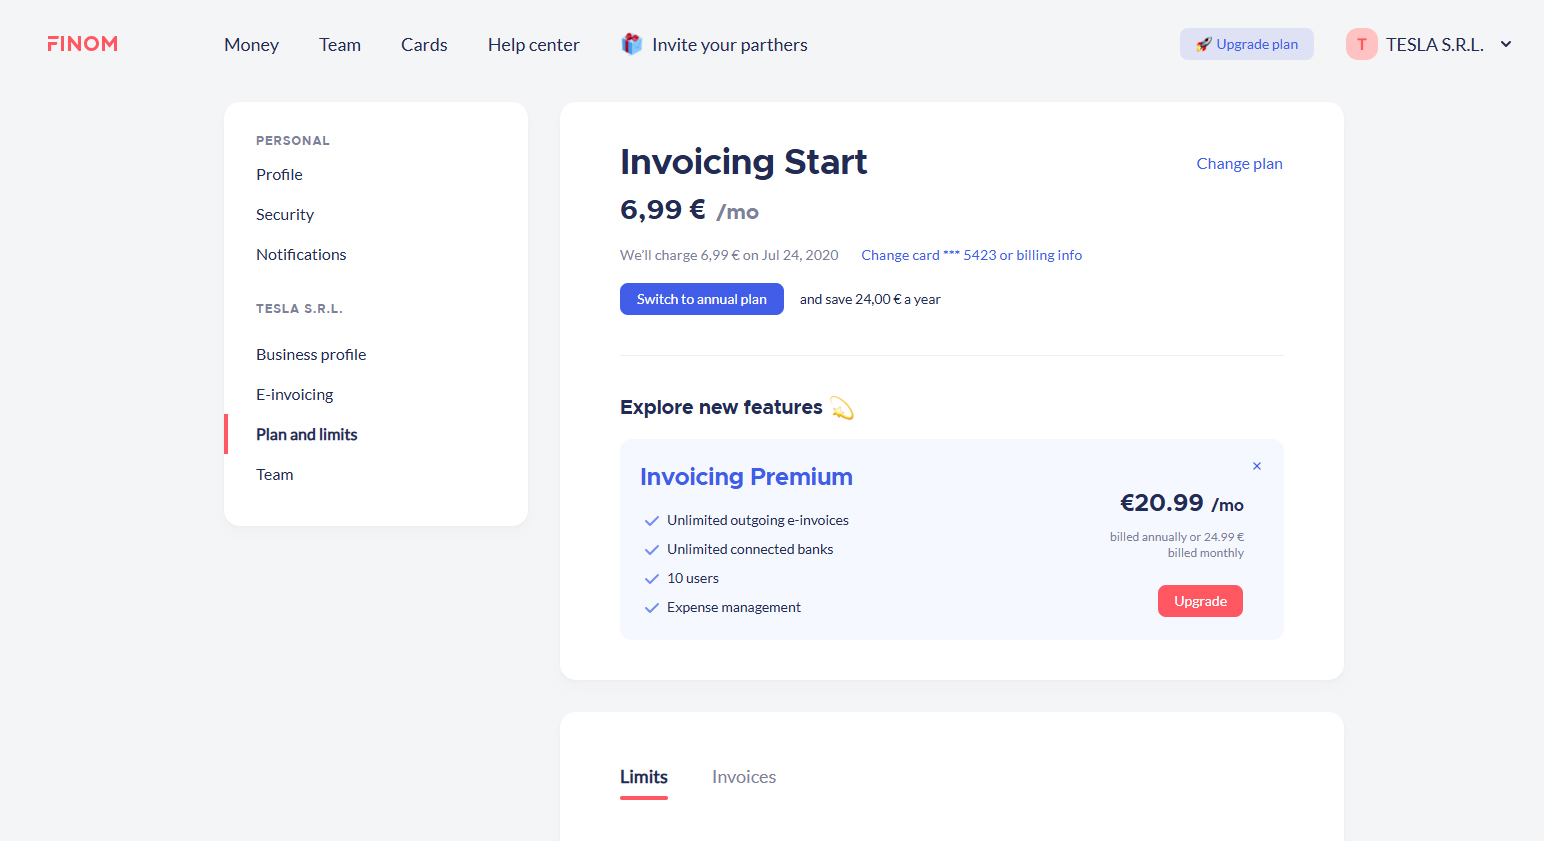 FINOM
Money
Team
Cards
Help center
Invite your parthers
Upgrade plan
T
TESLA S.R.L.
PERSONAL
Profile
Security
Notifications
TESLA S.R.L.
Business profile
E-invoicing
Plan and limits
Team
Invoicing Start
Change plan
6,99 € /mo
We'll charge 6,99 € on Jul 24, 2020
Change card *** 5423 or billing info
Switch to annual plan
and save 24,00 € a year
Explore new features
Invoicing Premium
Unlimited outgoing e-invoices
Unlimited connected banks
10 users
Expense management
€20.99 /mo
billed annually or 24.99 €
billed monthly
Upgrade
Limits
Invoices